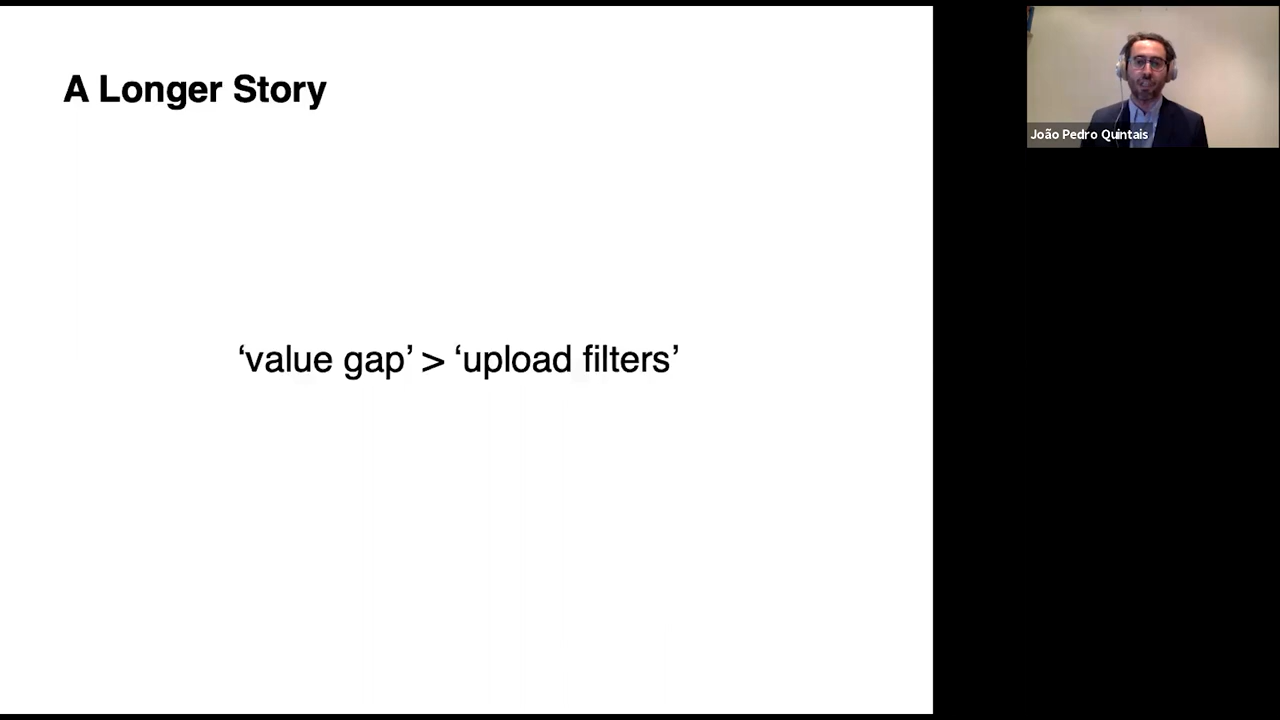 A Longer Story
‘value gap’ > ‘upload filters’
João Pedro Quintais